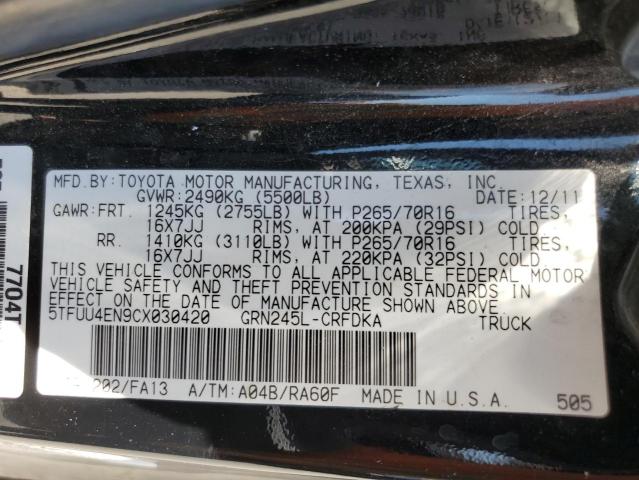 MFD.BY:TOYOTA MOTOR MANUFACTURING, TEXAS, INC.
GVWR:2490KG (5500LB) DATE:12/11
GAWR:FRT. 1245KG (2755LB) WITH P265/70R16 TIRES,
16X7JJ RIMS, AT 200KPA (29PSI) COLD.
RR. 1410KG (3110LB) WITH P265/70R16 TIRES,
16X7JJ RIMS, AT 220KPA (32PSI) COLD.
THIS VEHICLE CONFORMS TO ALL APPLICABLE FEDERAL MOTOR
VEHICLE SAFETY AND THEFT PREVENTION STANDARDS IN
EFFECT ON THE DATE OF MANUFACTURE SHOWN ABOVE.
5TFUU4EN9CX030420 GRN245L-CRFDKA TRUCK
202/FA13 A/TM:A04B/RA60F MADE IN U.S.A. 505
7704T